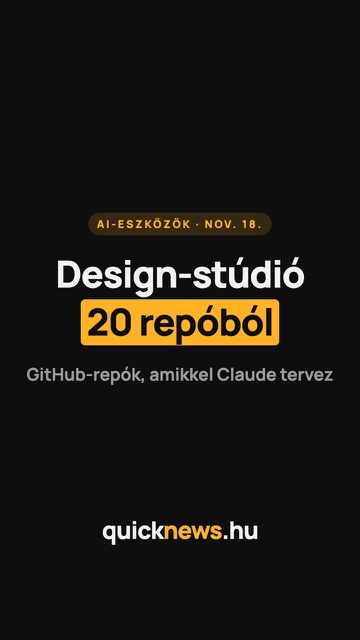 AI-ESZKÖZÖK · NOV. 18.
Design-stúdió
20 repóból
GitHub-repók, amikkel Claude tervez
quicknews.hu